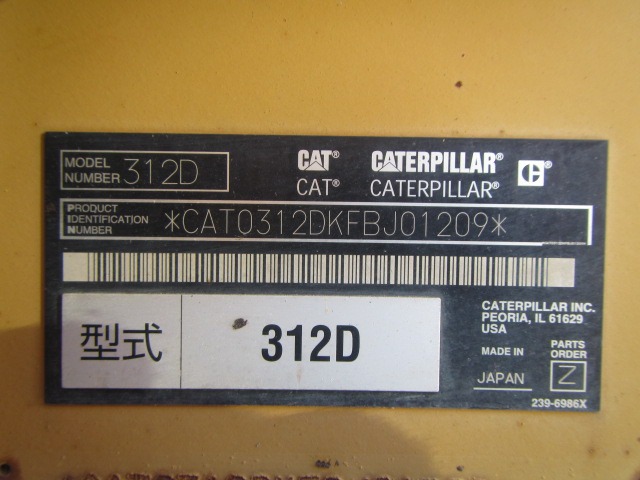 MODEL NUMBER 312D
CAT® CATERPILLAR® C®
CAT® CATERPILLAR®
PRODUCT IDENTIFICATION NUMBER *CAT0312DKFBJ01209*
型式 312D
CATERPILLAR INC.
PEORIA, IL 61629
USA
MADE IN JAPAN
PARTS ORDER Z
239-6986X